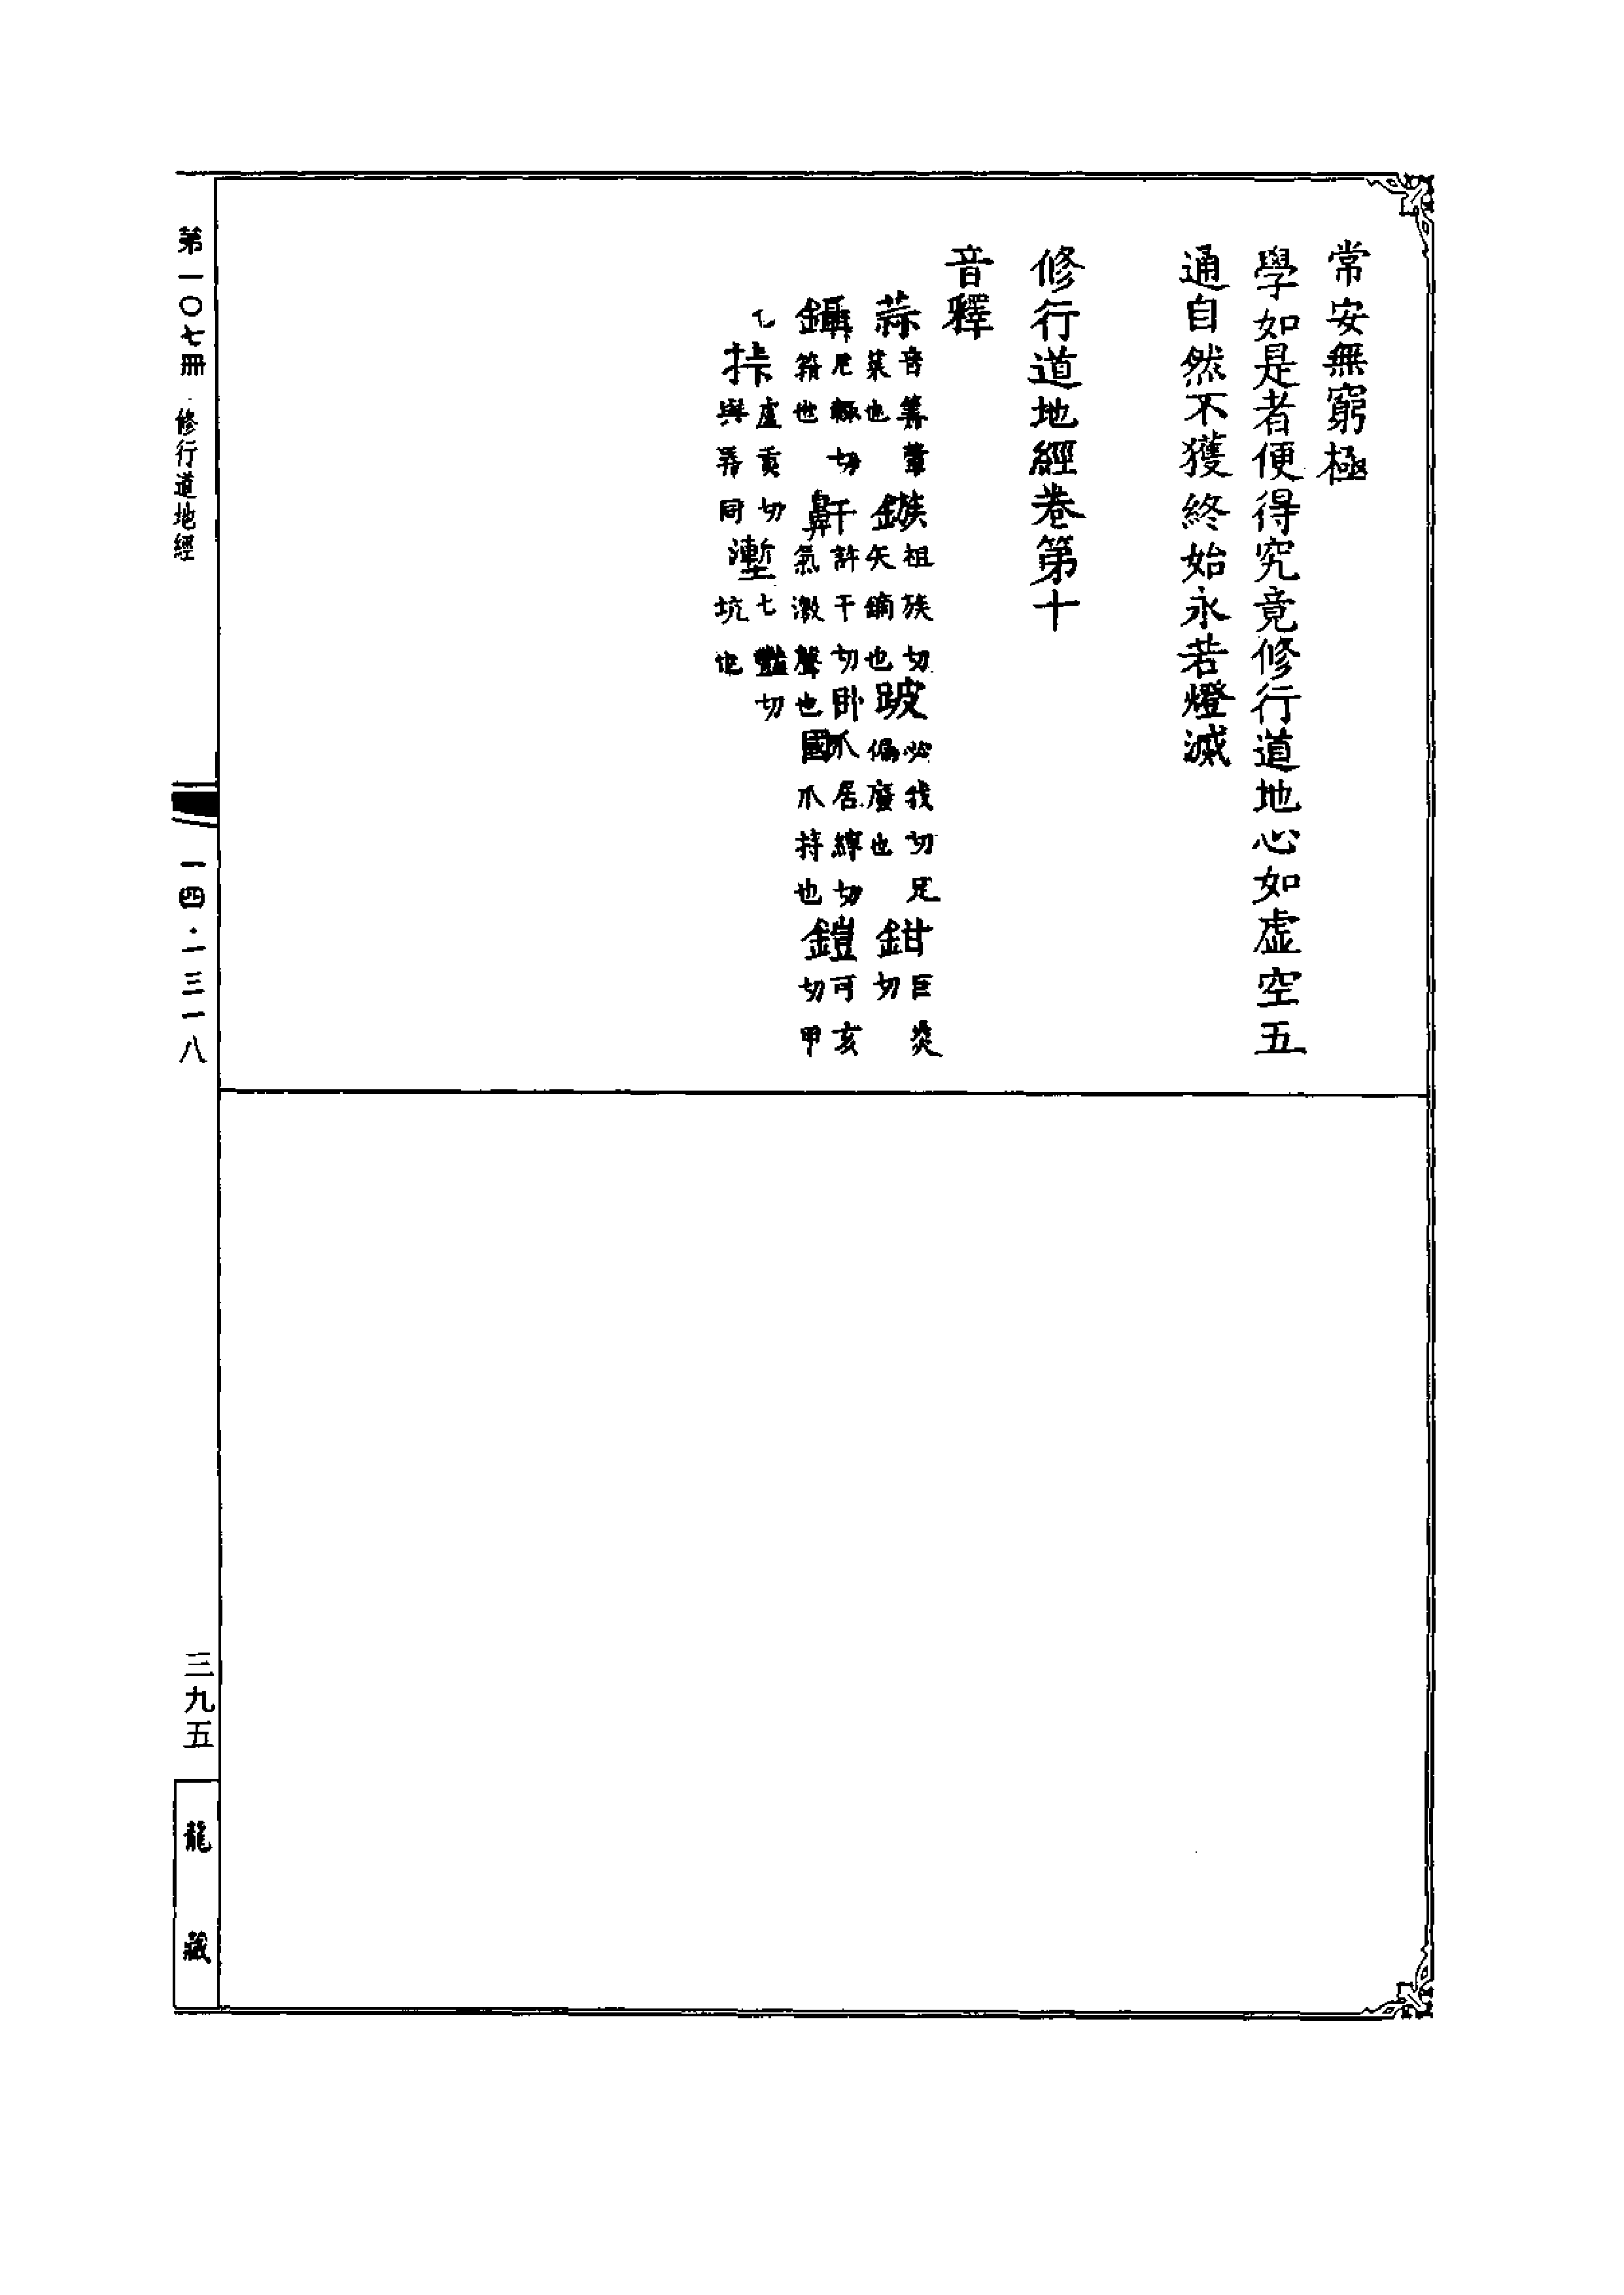 常安無窮極
學如是者便得究竟修行道地心如虛空五
通自然不獲終始永若燈滅
修行道地經卷第十
音釋
蒜音筭葷菜也 鏃祖族切矢鏑也 跛必我切足偏廢也 鉗巨炎切
鑷尼輒切箝也 鼾許干切臥氣激聲也 爴居縛切爪持也 鎧可亥切甲
也 挊盧貢切與弄同 壍七豔切坑也
第一〇七冊 修行道地經 一四·一三一八 三九五
龍藏